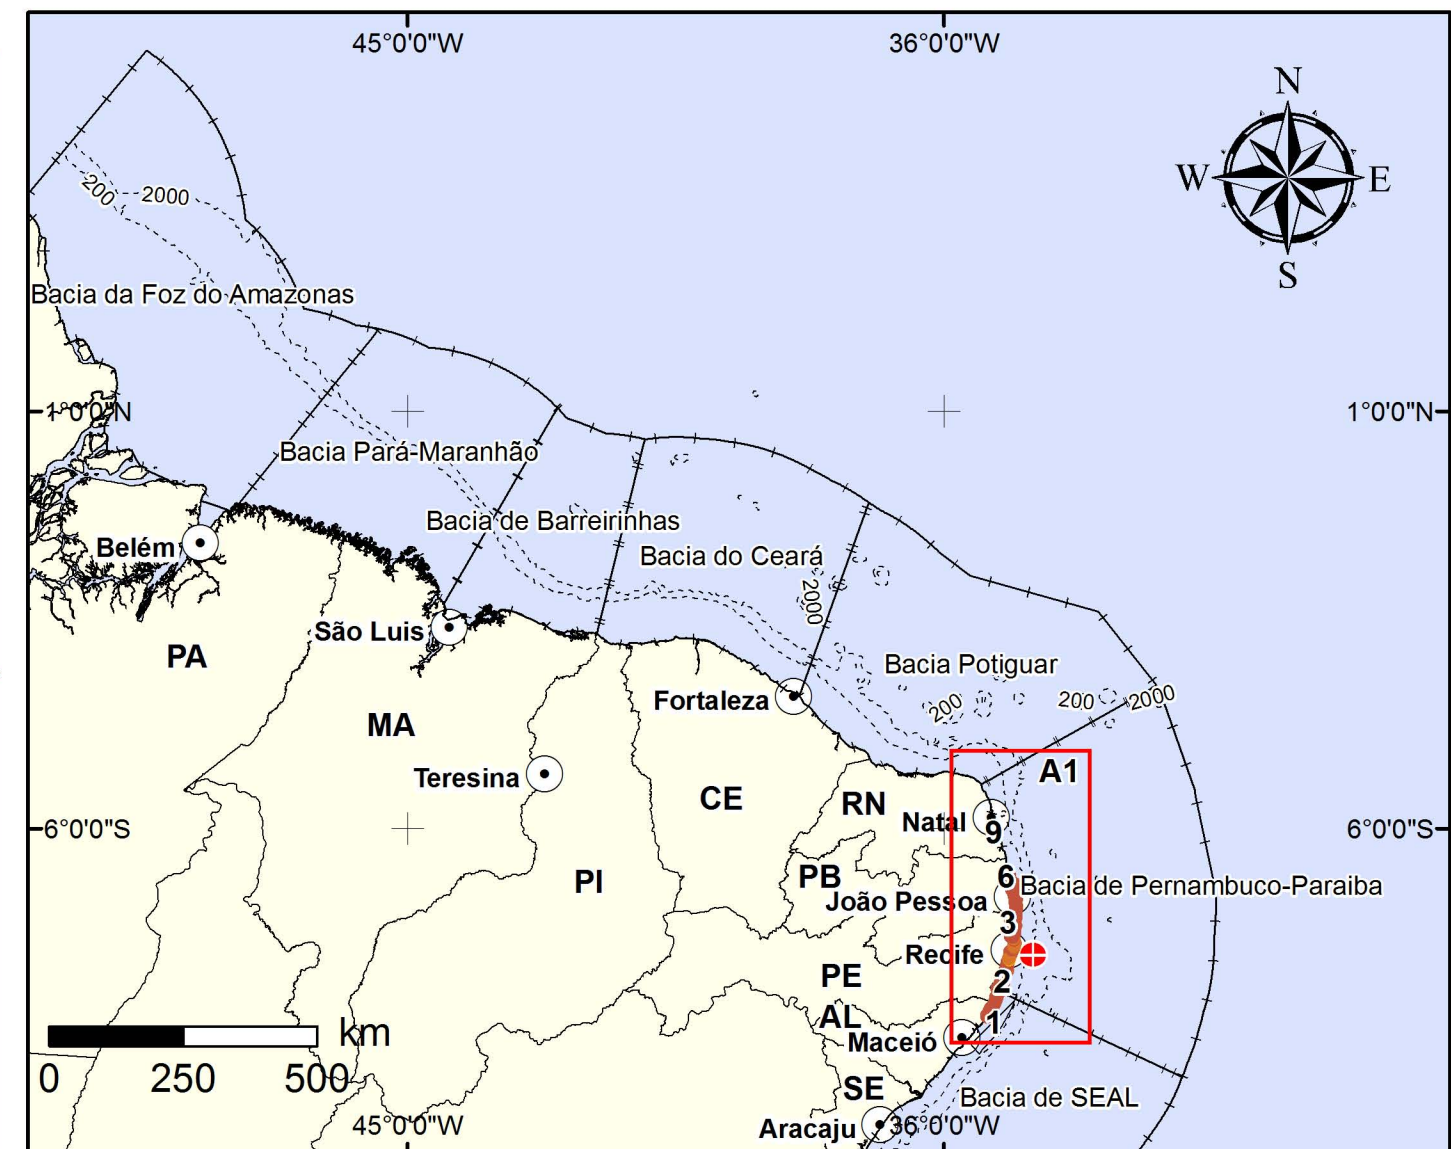 45°0'0"W
36°0'0"W
N
W
E
S
200
2000
Bacia da Foz do Amazonas
1°0'0"N
1°0'0"N
Bacia Pará-Maranhão
Bacia de Barreirinhas
Belém
Bacia do Ceará
2000
São Luis
PA
Bacia Potiguar
Fortaleza
200
200
2000
MA
Teresina
CE
A1
RN
Natal
9
6°0'0"S
6°0'0"S
PI
PB
6
Bacia de Pernambuco-Paraiba
João Pessoa
3
Recife
PE
2
AL
1
Maceió
km
0
250
500
SE
Bacia de SEAL
45°0'0"W
Aracaju
36°0'0"W